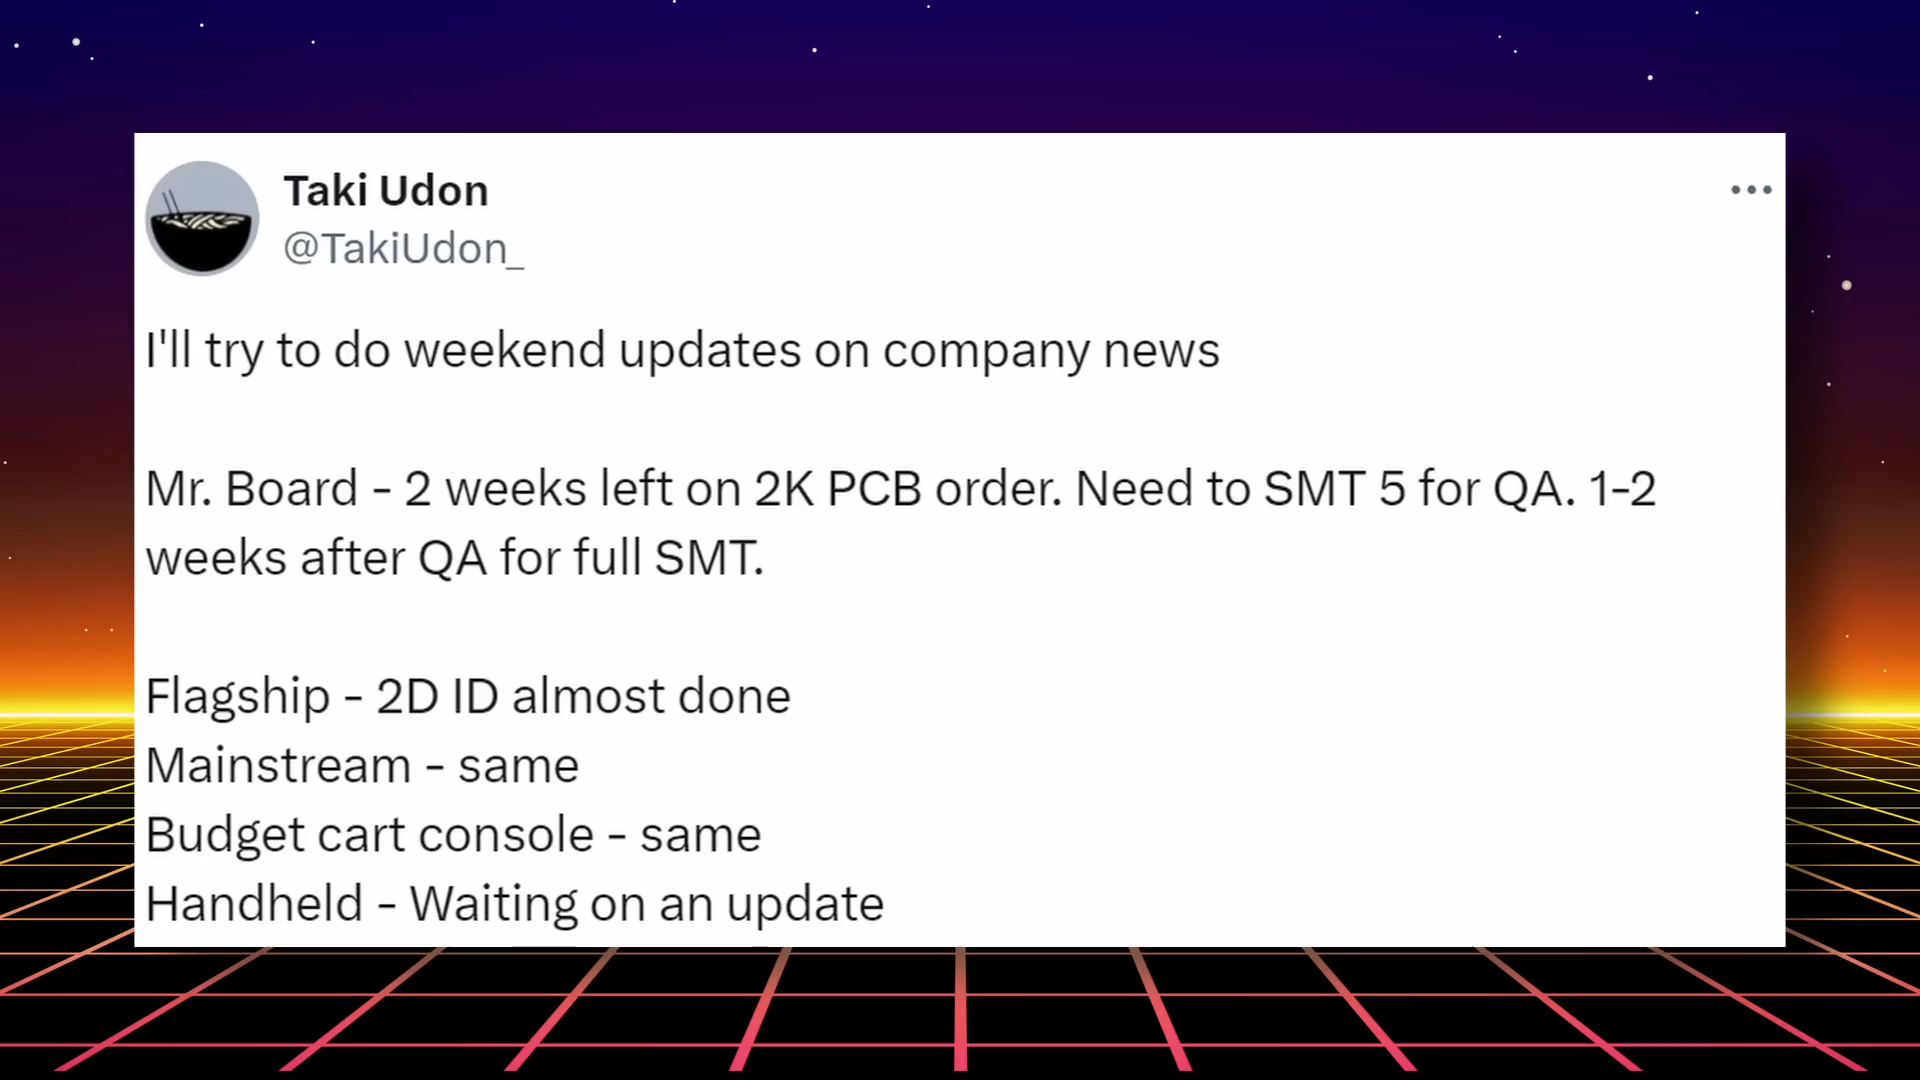 Taki Udon
@TakiUdon_
I'll try to do weekend updates on company news
Mr. Board - 2 weeks left on 2K PCB order. Need to SMT 5 for QA. 1-2
weeks after QA for full SMT.
Flagship - 2D ID almost done
Mainstream - same
Budget cart console - same
Handheld - Waiting on an update